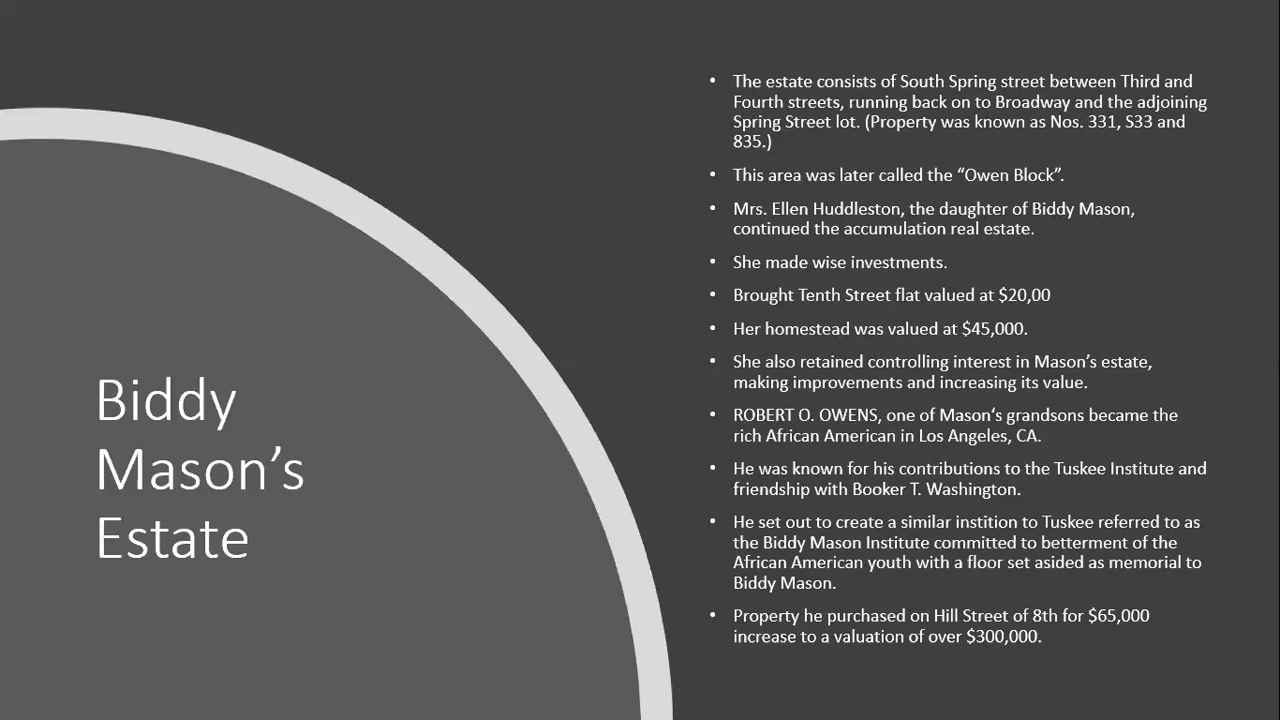 Biddy
Mason’s
Estate
• The estate consists of South Spring street between Third and
Fourth streets, running back on to Broadway and the adjoining
Spring Street lot. (Property was known as Nos. 331, S33 and
835.)
• This area was later called the “Owen Block”.
• Mrs. Ellen Huddleston, the daughter of Biddy Mason,
continued the accumulation real estate.
• She made wise investments.
• Brought Tenth Street flat valued at $20,00
• Her homestead was valued at $45,000.
• She also retained controlling interest in Mason’s estate,
making improvements and increasing its value.
• ROBERT O. OWENS, one of Mason‘s grandsons became the
rich African American in Los Angeles, CA.
• He was known for his contributions to the Tuskee Institute and
friendship with Booker T. Washington.
• He set out to create a similar instition to Tuskee referred to as
the Biddy Mason Institute committed to betterment of the
African American youth with a floor set asided as memorial to
Biddy Mason.
• Property he purchased on Hill Street of 8th for $65,000
increase to a valuation of over $300,000.